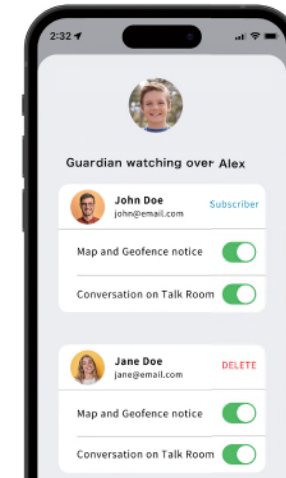 2:32
Guardian watching over Alex
John Doe
Subscriber
john@email.com
Map and Geofence notice
Conversation on Talk Room
Jane Doe
DELETE
jane@email.com
Map and Geofence notice
Conversation on Talk Room